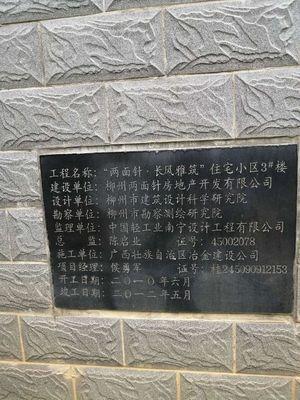 工程名称:“两面针·长风雅筑”住宅小区3#楼
建设单位:柳州两面针房地产开发有限公司
设计单位:柳州市建筑设计科学研究院
勘察单位:柳州市勘察测绘研究院
监理单位:中国轻工业南宁设计工程有限公司
总 监:陈启业 证号:45002078
施工单位:广西壮族自治区冶金建设公司
项目经理:侯勇军 证号:桂245090912153
开工日期:二〇一〇年六月
竣工日期:二〇一二年五月